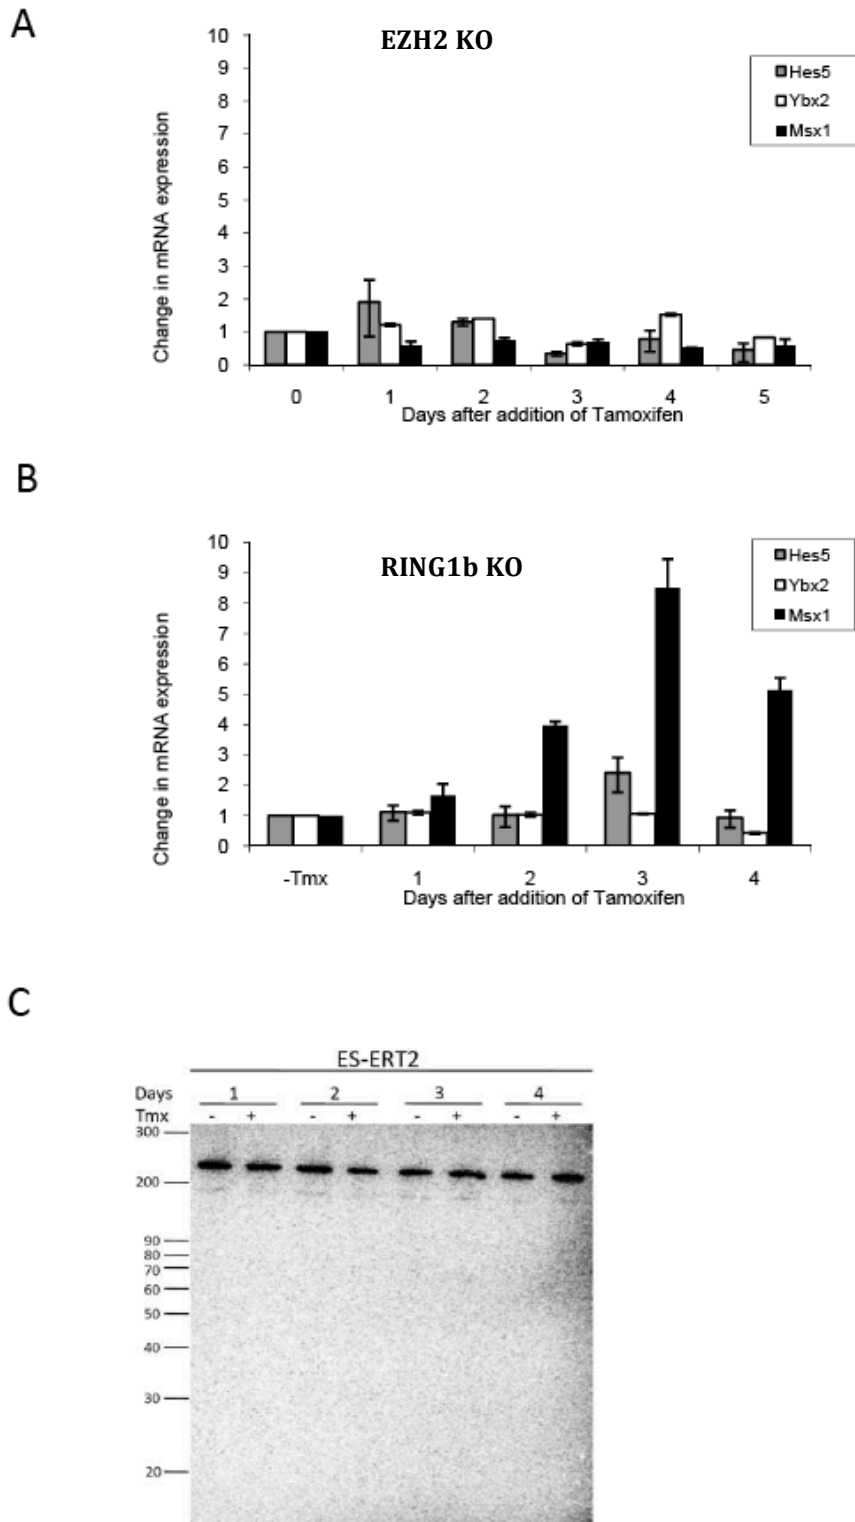 A
EZH2 KO
Hes5
Ybx2
Msx1
Change in mRNA expression
10
9
8
7
6
5
4
3
2
1
0
0 1 2 3 4 5
Days after addition of Tamoxifen
B
RING1b KO
Hes5
Ybx2
Msx1
Change in mRNA expression
10
9
8
7
6
5
4
3
2
1
0
-Tmx 1 2 3 4
Days after addition of Tamoxifen
C
ES-ERT2
Days 1 2 3 4
Tmx - + - + - + - +
300
200
90
80
70
60
50
40
30
20